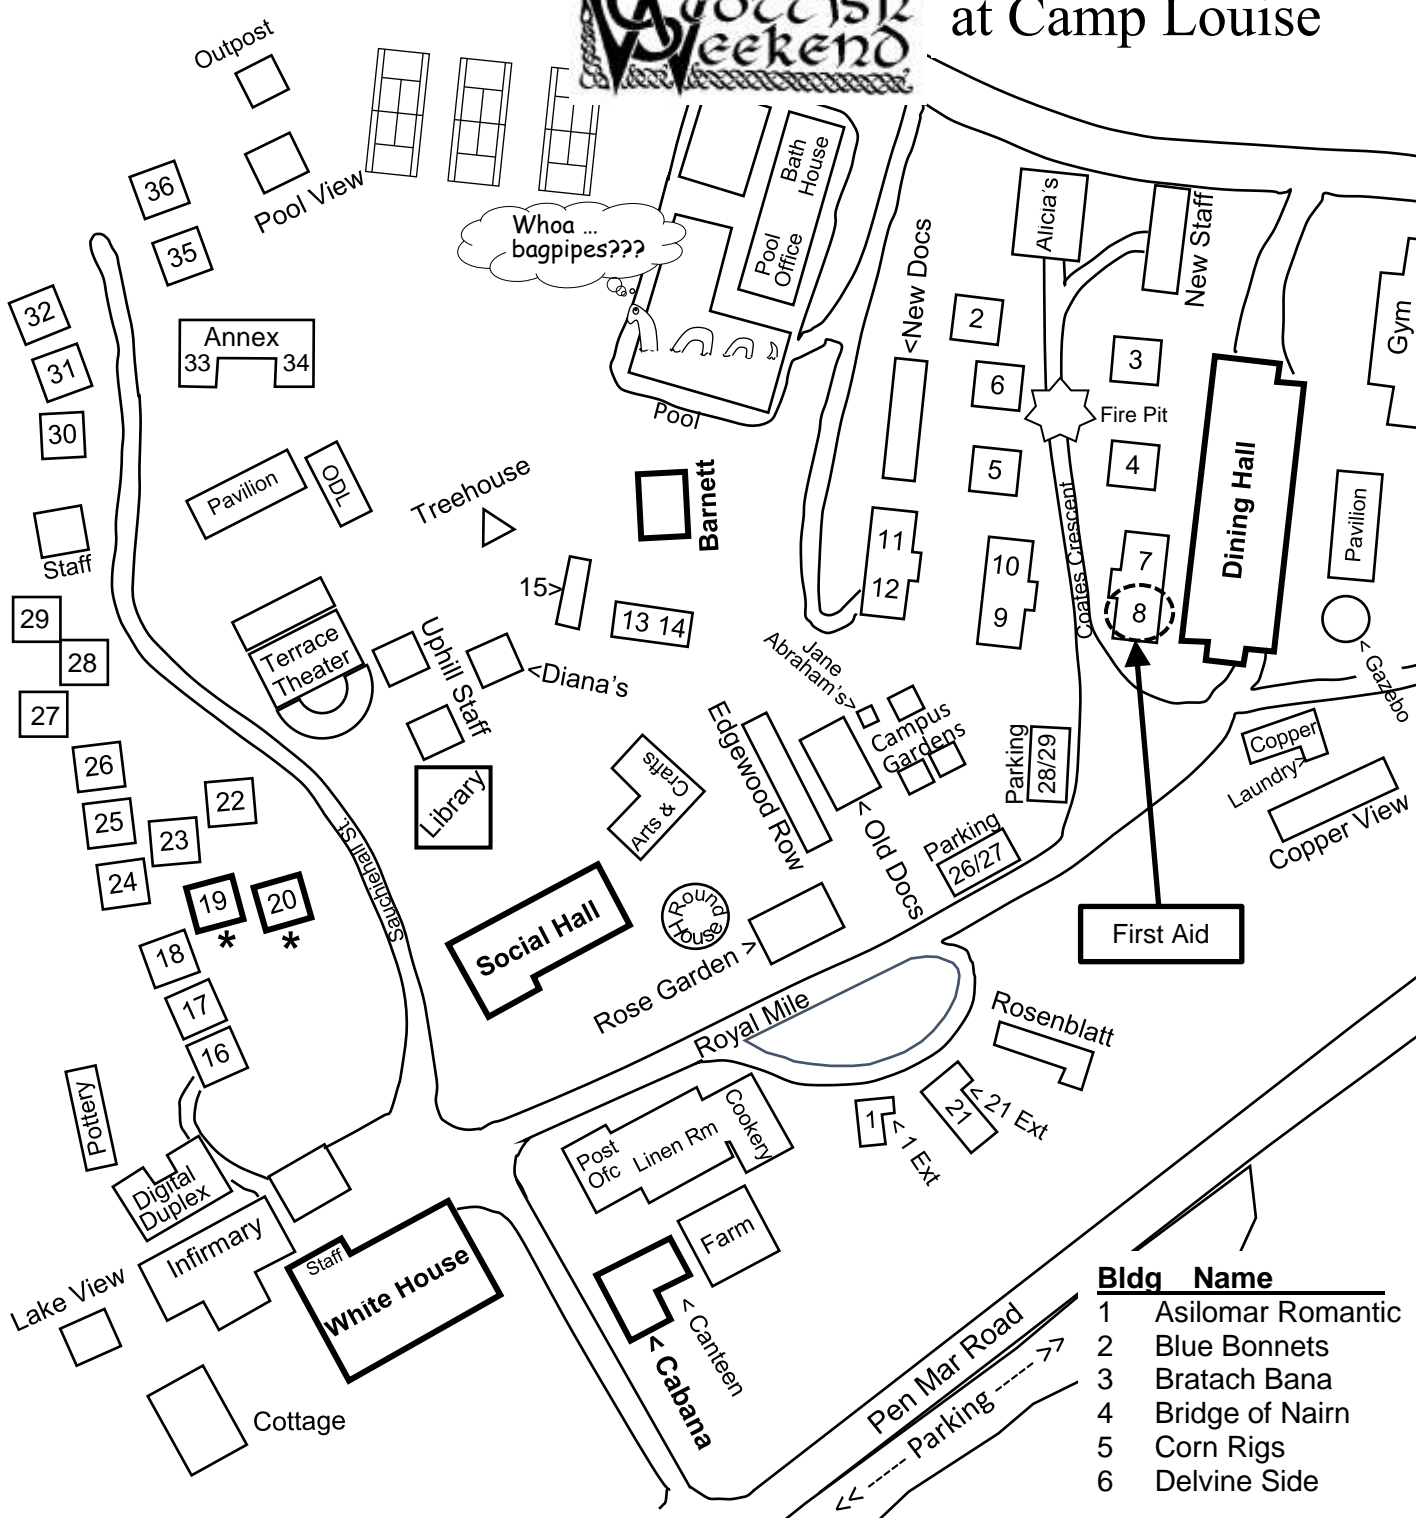 Scottish
Weekend
at Camp Louise
Outpost
Pool View
36
35
Whoa ...
bagpipes???
Bath
House
Pool
Office
Pool
<New Docs
Alicia's
New Staff
Gym
32
31
30
Annex
33 34
2
6
3
Fire Pit
5
4
Coates Crescent
Dining Hall
Pavilion
< Gazebo
Pavilion
ODL
Treehouse
Barnett
Staff
29
28
27
15>
13 14
11
12
10
9
7
8
Terrace
Theater
Uphill Staff
<Diana's
Library
Jane
Abraham's>
Campus
Gardens
Edgewood Row
< Old Docs
Parking
28/29
Parking
26/27
Copper
Laundry>
Copper View
26
25
24
23
22
19
*
20
*
18
17
16
Sauchiehall St.
Arts &
Crafts
Social Hall
Round
House
Rose Garden >
Royal Mile
First Aid
Rosenblatt
21
< 21 Ext
1
< 1 Ext
Pottery
Digital
Duplex
Infirmary
Lake View
Cottage
Staff
White House
Post
Ofc
Linen Rm
Cookery
Farm
< Canteen
< Cabana
Pen Mar Road
<< ------ Parking ------ >>
Bldg Name
1 Asilomar Romantic
2 Blue Bonnets
3 Bratach Bana
4 Bridge of Nairn
5 Corn Rigs
6 Delvine Side